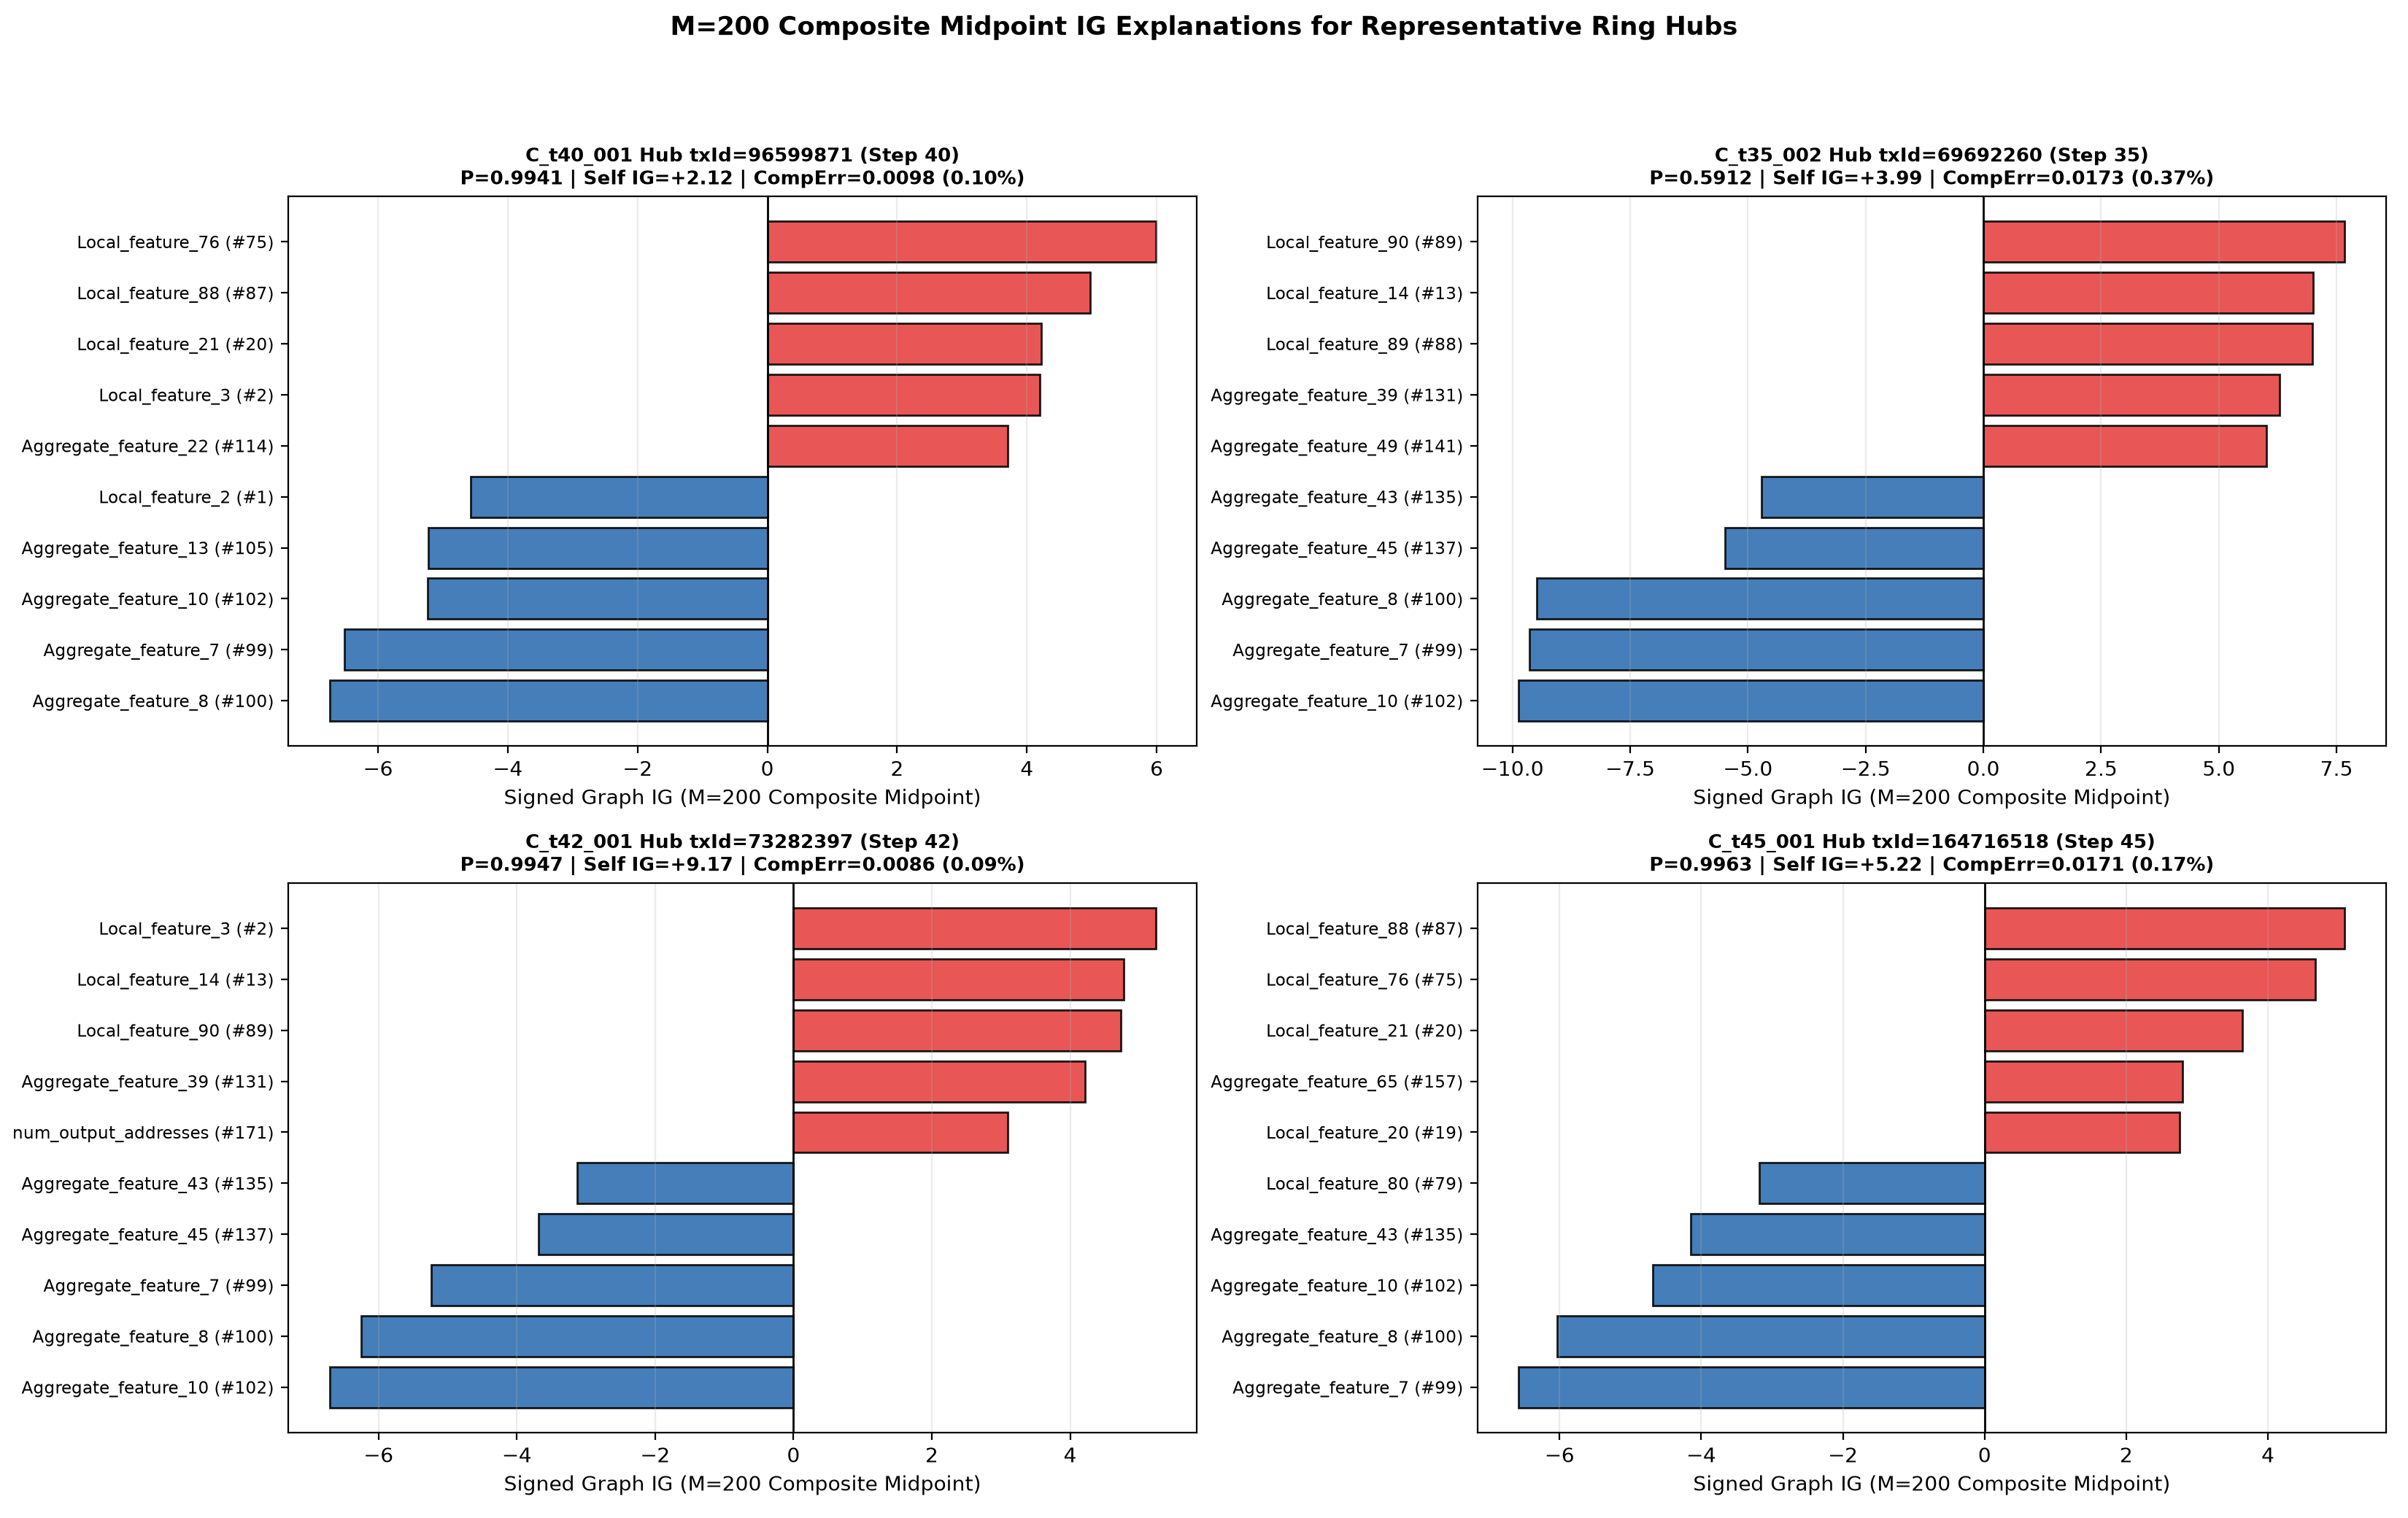 M=200 Composite Midpoint IG Explanations for Representative Ring Hubs
C_t40_001 Hub txId=96599871 (Step 40)
P=0.9941 | Self IG=+2.12 | CompErr=0.0098 (0.10%)
Local_feature_76 (#75)
Local_feature_88 (#87)
Local_feature_21 (#20)
Local_feature_3 (#2)
Aggregate_feature_22 (#114)
Local_feature_2 (#1)
Aggregate_feature_13 (#105)
Aggregate_feature_10 (#102)
Aggregate_feature_7 (#99)
Aggregate_feature_8 (#100)
−6 −4 −2 0 2 4 6
Signed Graph IG (M=200 Composite Midpoint)
C_t35_002 Hub txId=69692260 (Step 35)
P=0.5912 | Self IG=+3.99 | CompErr=0.0173 (0.37%)
Local_feature_90 (#89)
Local_feature_14 (#13)
Local_feature_89 (#88)
Aggregate_feature_39 (#131)
Aggregate_feature_49 (#141)
Aggregate_feature_43 (#135)
Aggregate_feature_45 (#137)
Aggregate_feature_8 (#100)
Aggregate_feature_7 (#99)
Aggregate_feature_10 (#102)
−10.0 −7.5 −5.0 −2.5 0.0 2.5 5.0 7.5
Signed Graph IG (M=200 Composite Midpoint)
C_t42_001 Hub txId=73282397 (Step 42)
P=0.9947 | Self IG=+9.17 | CompErr=0.0086 (0.09%)
Local_feature_3 (#2)
Local_feature_14 (#13)
Local_feature_90 (#89)
Aggregate_feature_39 (#131)
num_output_addresses (#171)
Aggregate_feature_43 (#135)
Aggregate_feature_45 (#137)
Aggregate_feature_7 (#99)
Aggregate_feature_8 (#100)
Aggregate_feature_10 (#102)
−6 −4 −2 0 2 4
Signed Graph IG (M=200 Composite Midpoint)
C_t45_001 Hub txId=164716518 (Step 45)
P=0.9963 | Self IG=+5.22 | CompErr=0.0171 (0.17%)
Local_feature_88 (#87)
Local_feature_76 (#75)
Local_feature_21 (#20)
Aggregate_feature_65 (#157)
Local_feature_20 (#19)
Local_feature_80 (#79)
Aggregate_feature_43 (#135)
Aggregate_feature_10 (#102)
Aggregate_feature_8 (#100)
Aggregate_feature_7 (#99)
−6 −4 −2 0 2 4
Signed Graph IG (M=200 Composite Midpoint)